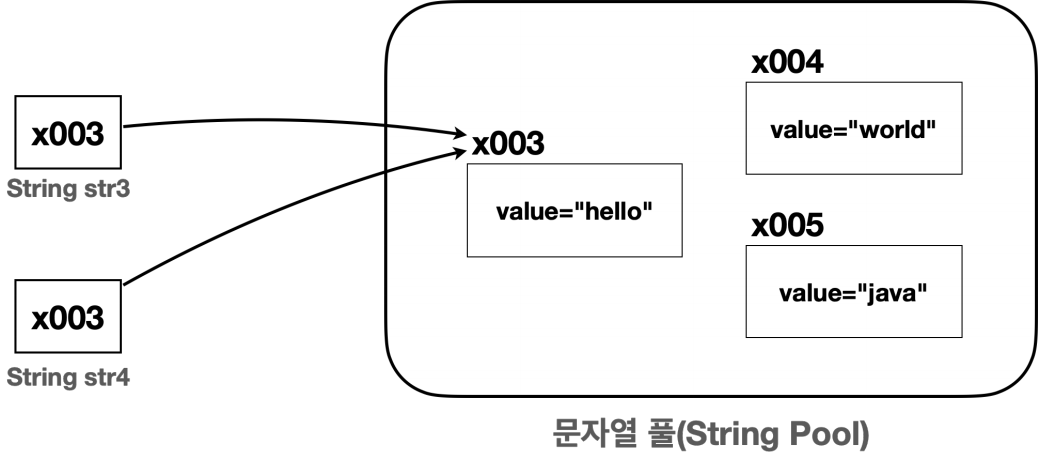 x003
String str3
x003
String str4
x003
value="hello"
x004
value="world"
x005
value="java"
문자열 풀(String Pool)